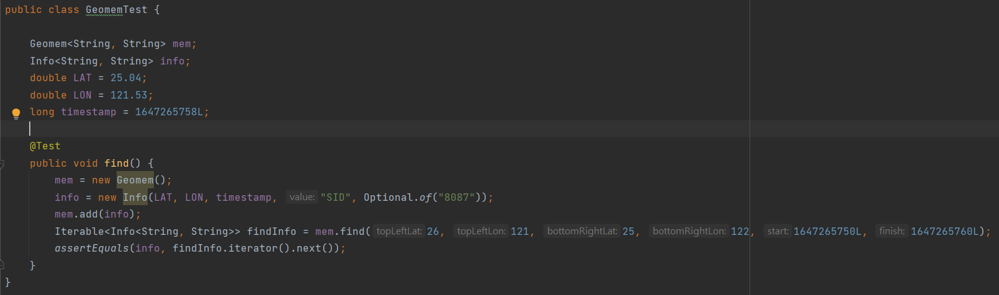 public class GeomemTest {
Geomem<String, String> mem;
Info<String, String> info;
double LAT = 25.04;
double LON = 121.53;
long timestamp = 1647265758L;
@Test
public void find() {
mem = new Geomem();
info = new Info(LAT, LON, timestamp, value: "SID", Optional.of("8087"));
mem.add(info);
Iterable<Info<String, String>> findInfo = mem.find( topLeftLat: 26, topLeftLon: 121, bottomRightLat: 25, bottomRightLon: 122, start: 1647265750L, finish: 1647265760L);
assertEquals(info, findInfo.iterator().next());
}
}